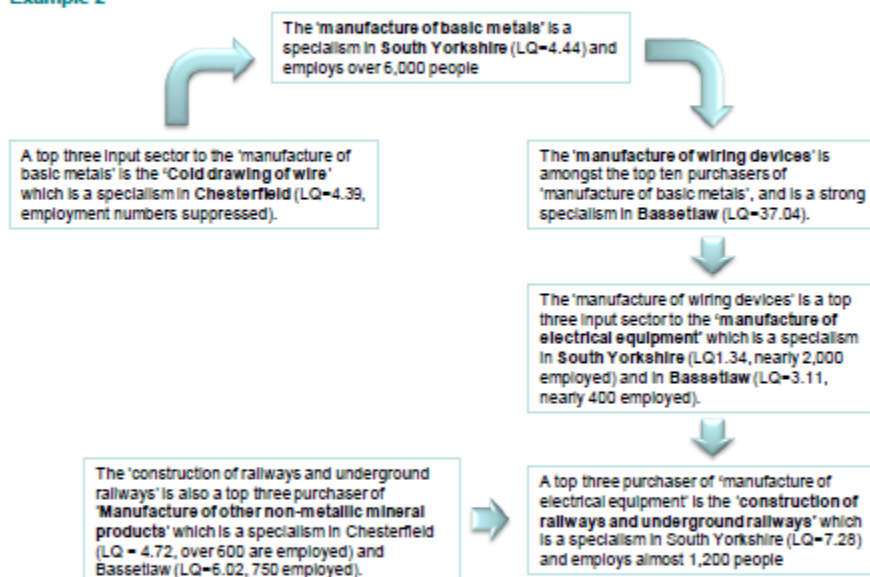 Example 2
The 'manufacture of basic metals' is a
specialism in South Yorkshire (LQ=4.44) and
employs over 6,000 people
A top three input sector to the 'manufacture of
basic metals' is the 'Cold drawing of wire'
which is a specialism in Chesterfield (LQ=4.39,
employment numbers suppressed).
The 'manufacture of wiring devices' is
amongst the top ten purchasers of
'manufacture of basic metals', and is a strong
specialism in Bassetlaw (LQ=37.04).
The 'manufacture of wiring devices' is a top
three input sector to the 'manufacture of
electrical equipment' which is a specialism
in South Yorkshire (LQ1.34, nearly 2,000
employed) and in Bassetlaw (LQ=3.11,
nearly 400 employed).
The 'construction of railways and underground
railways' is also a top three purchaser of
'Manufacture of other non-metallic mineral
products' which is a specialism in Chesterfield
(LQ = 4.72, over 600 are employed) and
Bassetlaw (LQ=6.02, 750 employed).
A top three purchaser of 'manufacture of
electrical equipment' is the 'construction of
railways and underground railways' which
is a specialism in South Yorkshire (LQ=7.28)
and employs almost 1,200 people